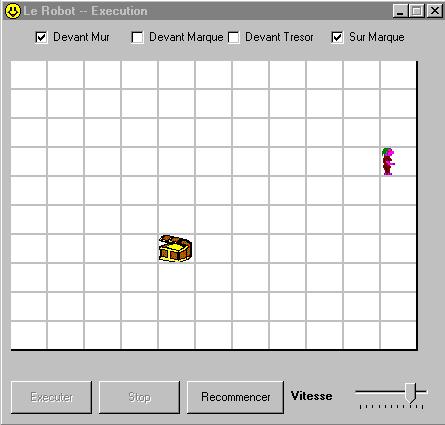 Le Robot -- Execution
Devant Mur Devant Marque Devant Tresor Sur Marque
Executer Stop Recommencer Vitesse